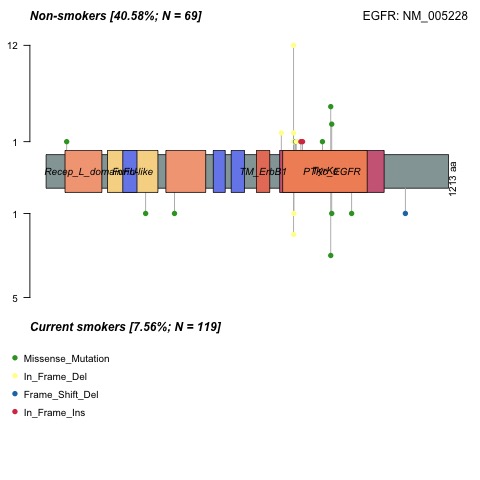 Non-smokers [40.58%; N = 69]
EGFR: NM_005228
12
1
Recep_L_domain
Furin-like
TM_ErbB1
PTKc_EGFR
1213 aa
1
5
Current smokers [7.56%; N = 119]
Missense_Mutation
In_Frame_Del
Frame_Shift_Del
In_Frame_Ins